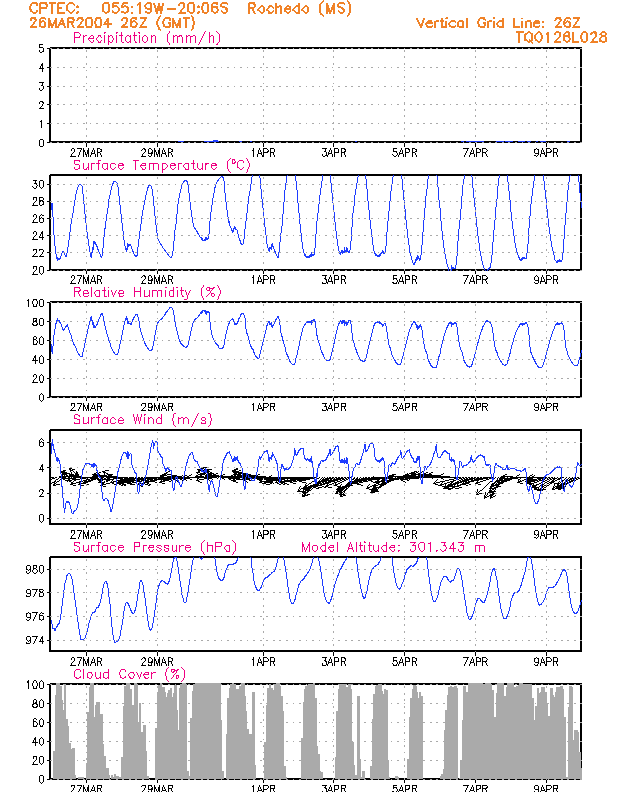 CPTEC: 055:19W-20:06S Rochedo (MS)
26MAR2004 26Z (GMT) Vertical Grid Line: 26Z
Precipitation (mm/h) TQ0126L028
5
4
3
2
1
0
27MAR 29MAR 1APR 3APR 5APR 7APR 9APR
Surface Temperature (ºC)
30
28
26
24
22
20
27MAR 29MAR 1APR 3APR 5APR 7APR 9APR
Relative Humidity (%)
100
80
60
40
20
0
27MAR 29MAR 1APR 3APR 5APR 7APR 9APR
Surface Wind (m/s)
6
4
2
0
27MAR 29MAR 1APR 3APR 5APR 7APR 9APR
Surface Pressure (hPa) Model Altitude: 301.343 m
980
978
976
974
27MAR 29MAR 1APR 3APR 5APR 7APR 9APR
Cloud Cover (%)
100
80
60
40
20
0
27MAR 29MAR 1APR 3APR 5APR 7APR 9APR